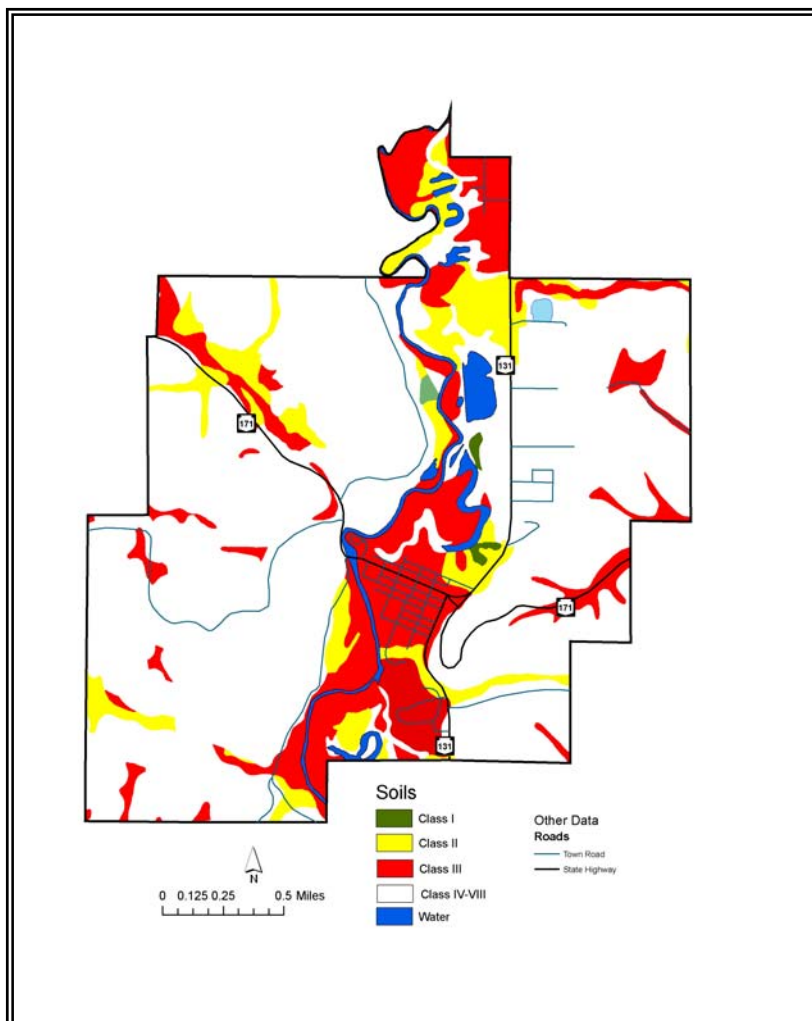 131
171
171
131
Soils
Class I
Class II
Class III
Class IV-VIII
Water
Other Data
Roads
Town Road
State Highway
N
0 0.125 0.25 0.5 Miles